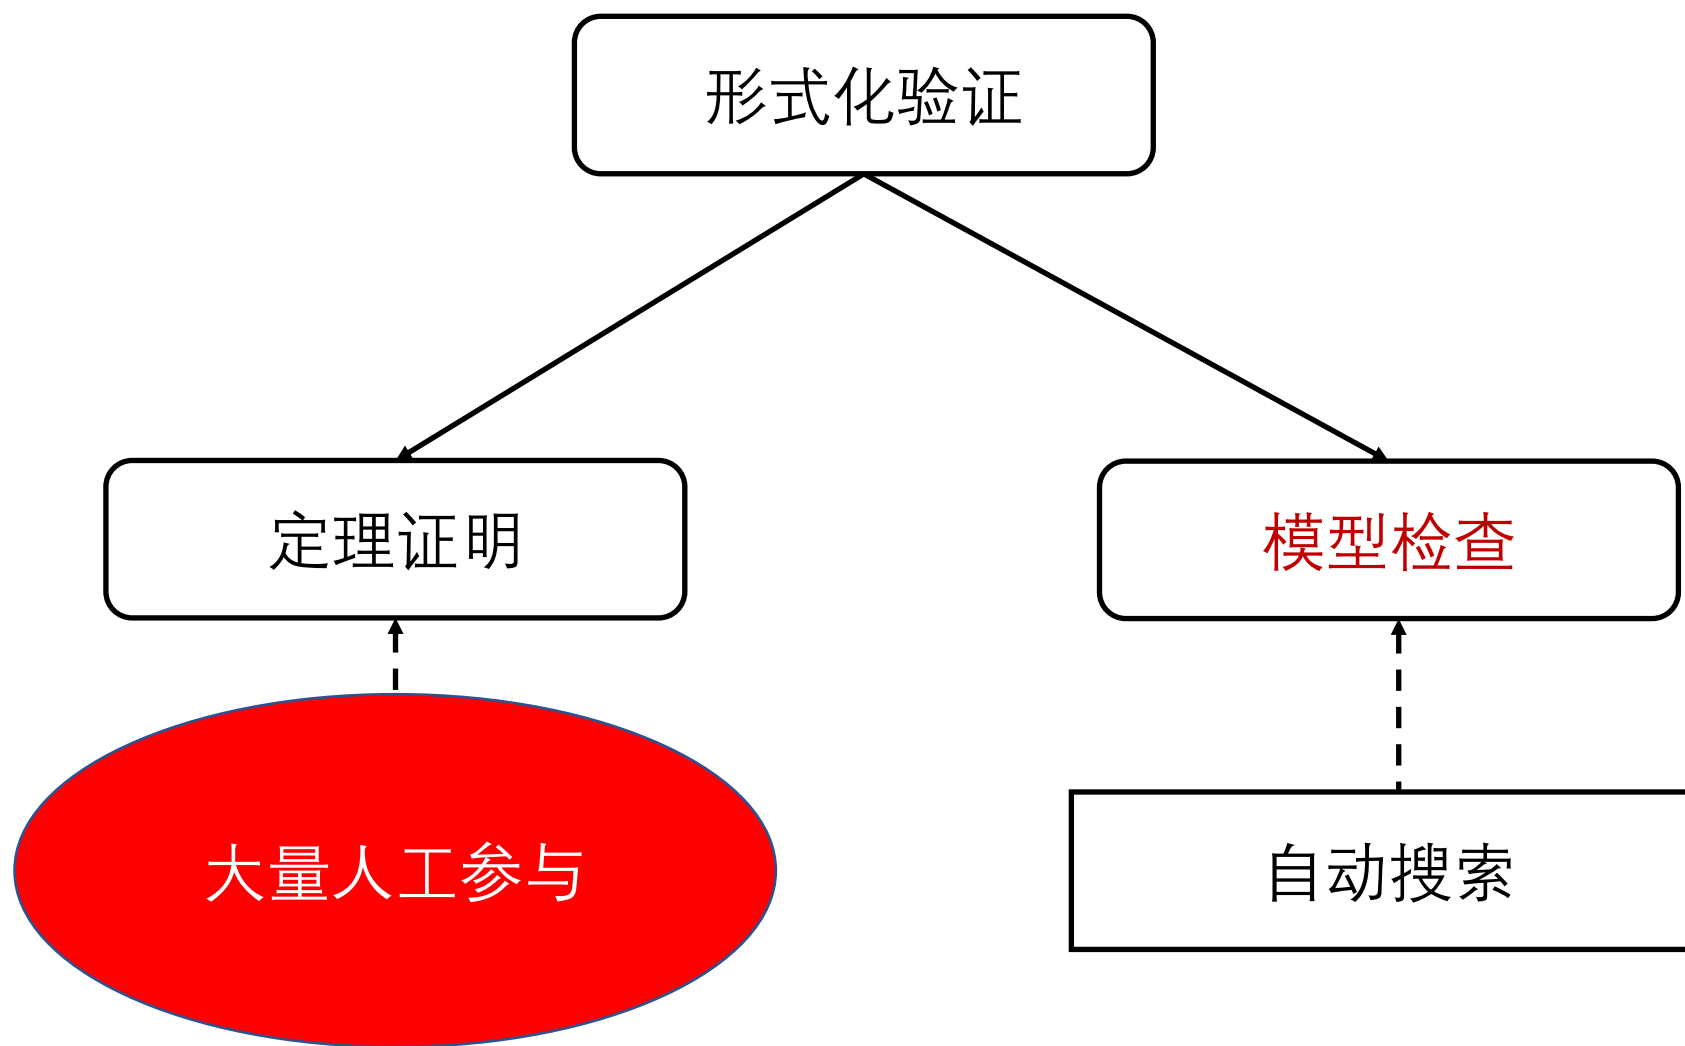 形式化验证
定理证明
模型检查
大量人工参与
自动搜索